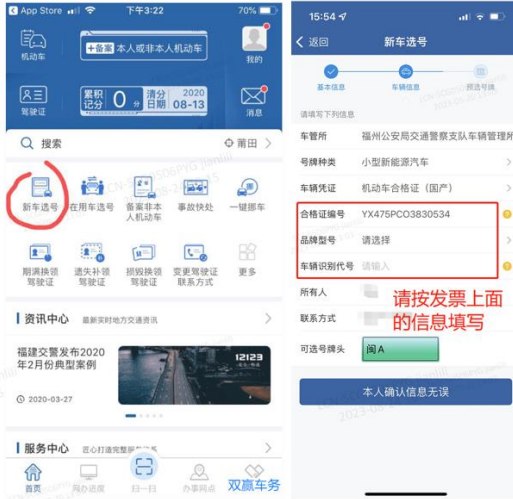 App Store
下午3:22
70%
机动车
+备案 本人或非本人机动车
我的
驾驶证
累积记分 0 分 清分日期 2020 08-13
消息
搜索
莆田
新车选号
在用车选号
备案非本人机动车
事故快处
一键挪车
期满换领驾驶证
遗失补领驾驶证
损毁换领驾驶证
变更驾驶证联系方式
更多
资讯中心 最新实时地方交通资讯
福建交警发布2020
年2月份典型案例
12123
2020-03-27
服务中心
首页
网办进度
扫一扫
办事网点
双赢车务
15:54
返回
新车选号
基本信息
车辆信息
预选号牌
请填写下列信息
车管所 福州公安局交通警察支队车辆管理所
号牌种类 小型新能源汽车
车辆凭证 机动车合格证（国产）
合格证编号 YX475PCO3830534
品牌型号 请选择
车辆识别代号 请输入
所有人
请按发票上面
联系方式
的信息填写
可选号牌头 闽A
本人确认信息无误